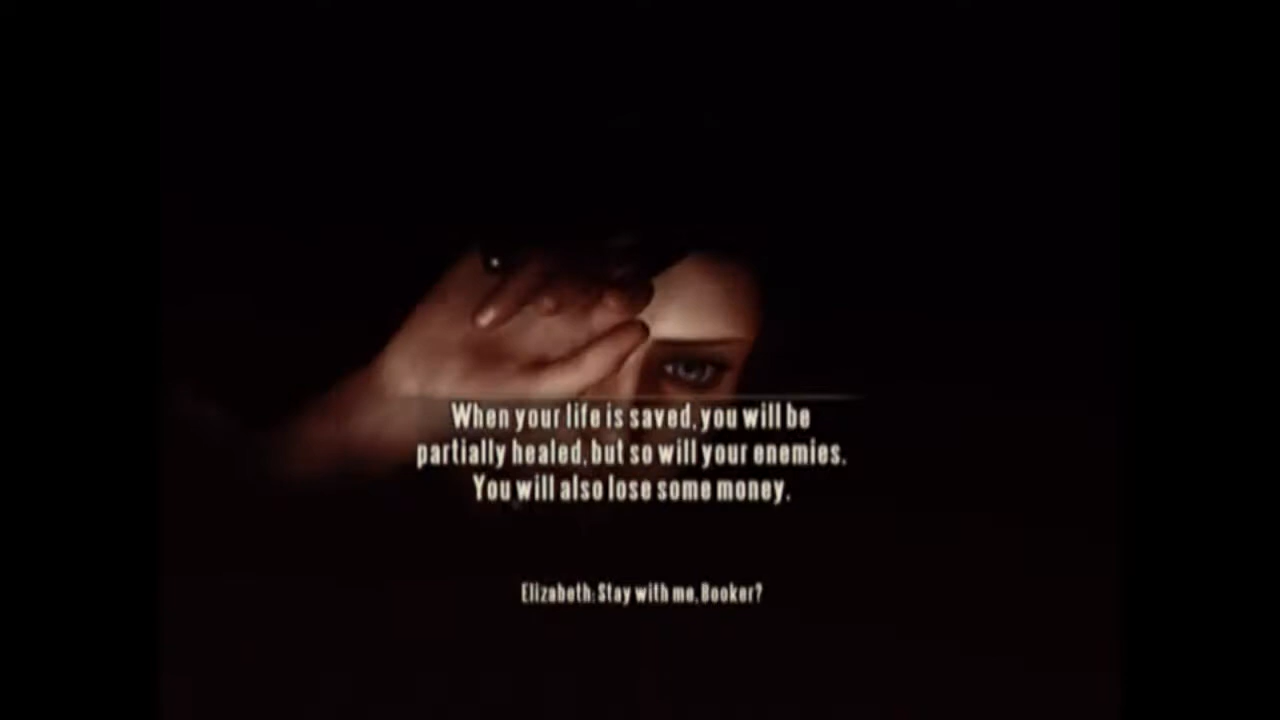 When your life is saved, you will be
partially healed, but so will your enemies.
You will also lose some money.
Elizabeth: Stay with me, Booker?